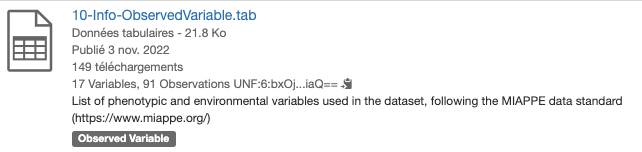 10-Info-ObservedVariable.tab
Données tabulaires - 21.8 Ko
Publié 3 nov. 2022
149 téléchargements
17 Variables, 91 Observations UNF:6:bxOj...iaQ==
List of phenotypic and environmental variables used in the dataset, following the MIAPPE data standard
(https://www.miappe.org/)
Observed Variable